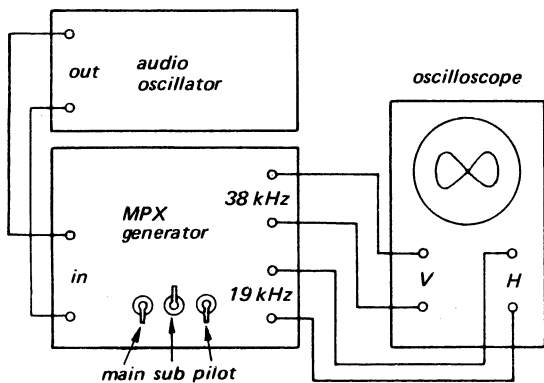 out
audio
oscillator
oscilloscope
MPX
generator
38 kHz
in
19 kHz
V
H
main sub pilot